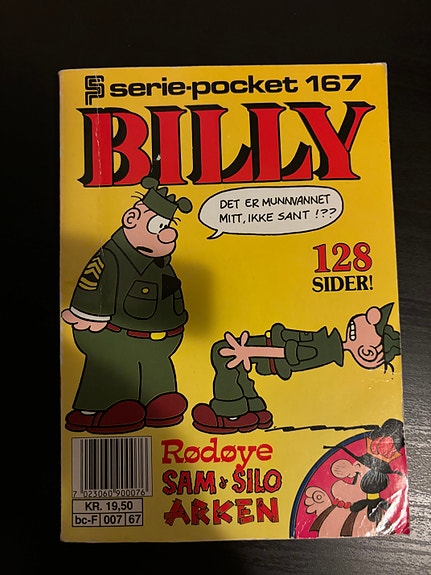 SP serie-pocket 167
BILLY
DET ER MUNNVANNET
MITT, IKKE SANT !??
128
SIDER!
Rødøye
SAM & SILO
ARKEN
7 023060 900076
KR. 19,50
bc-F 007 67